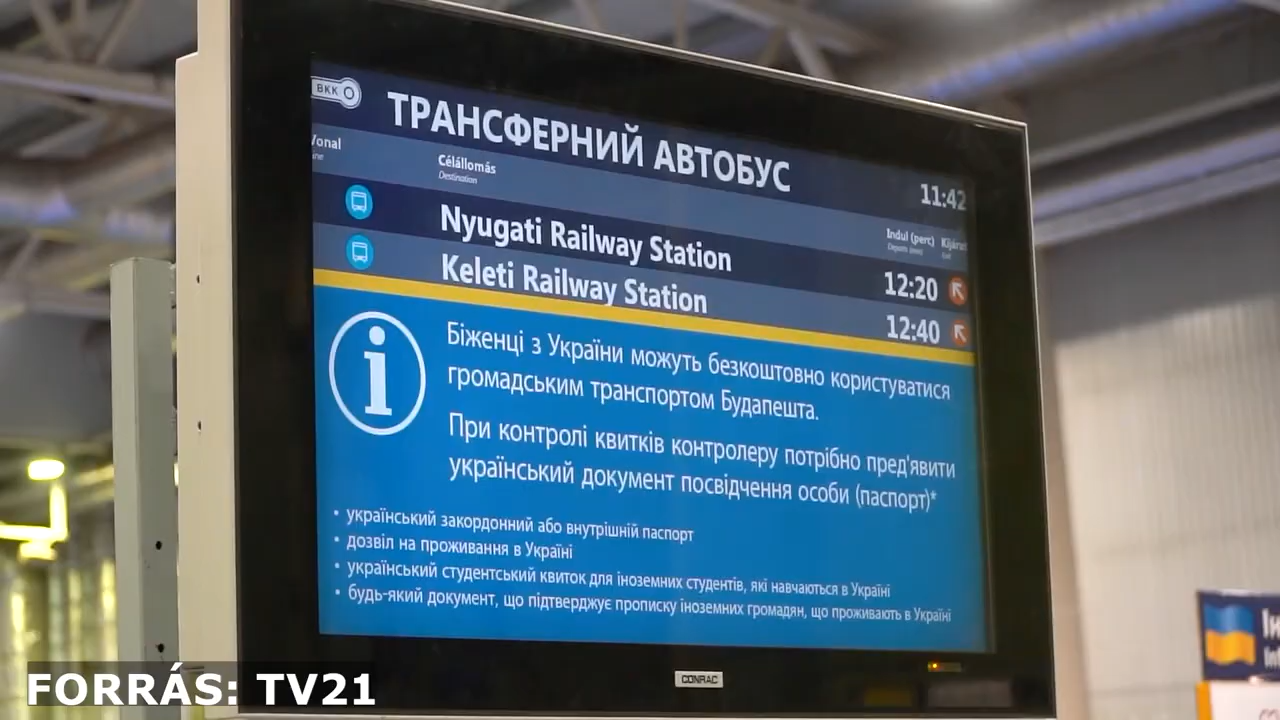 BKK
ТРАНСФЕРНИЙ АВТОБУС
11:42
Vonal Célállomás Indul (perc)
Destination
Nyugati Railway Station 12:20
Keleti Railway Station 12:40
Біженці з України можуть безкоштовно користуватися
громадським транспортом Будапешта.
При контролі квитків контролеру потрібно пред'явити
український документ посвідчення особи (паспорт)*
• український закордонний або внутрішній паспорт
• дозвіл на проживання в Україні
• український студентський квиток для іноземних студентів, які навчаються в Україні
• будь-який документ, що підтверджує прописку іноземних громадян, що проживають в Україні
CONRAC
FORRÁS: TV21